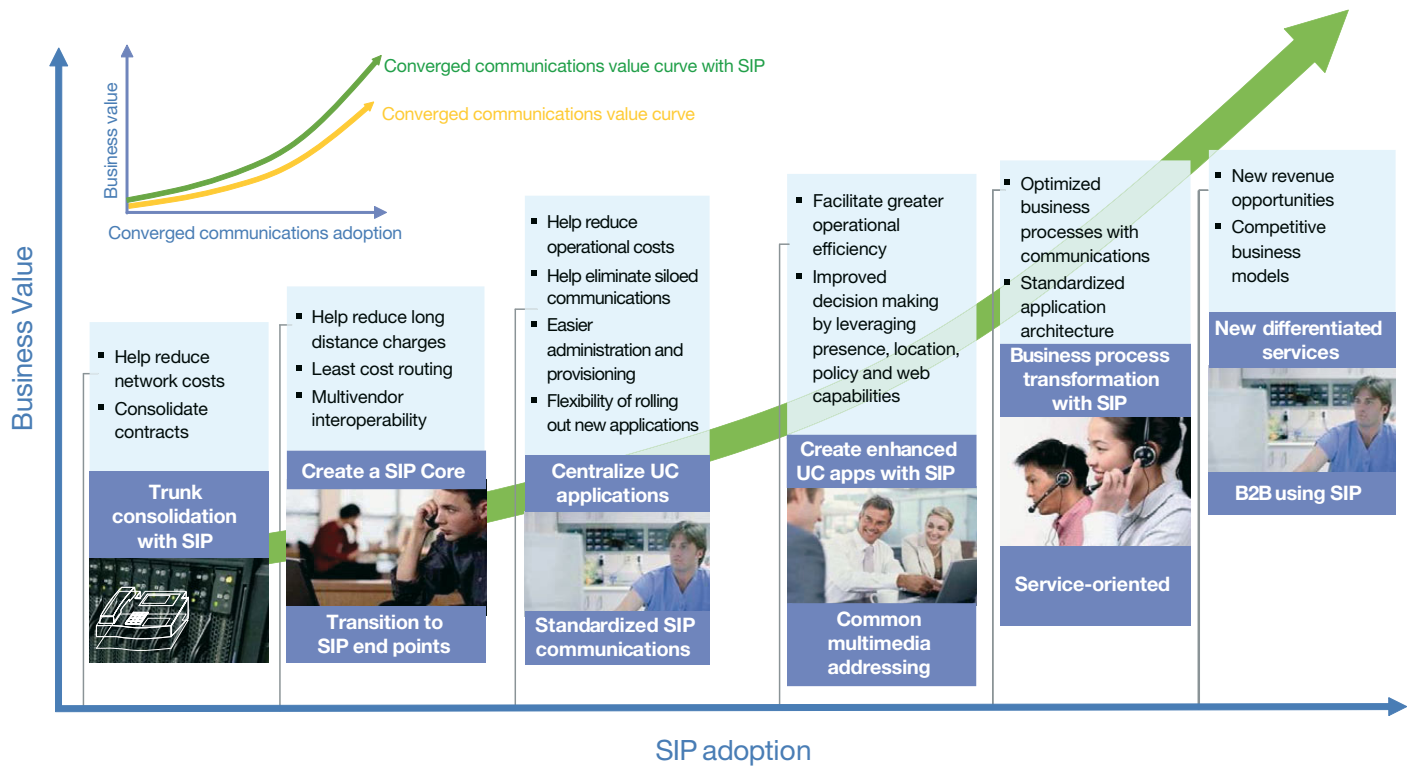 Business Value
Business value
Converged communications value curve with SIP
Converged communications value curve
Converged communications adoption
▪ Help reduce
network costs
▪ Consolidate
contracts
Trunk
consolidation
with SIP
▪ Help reduce long
distance charges
▪ Least cost routing
▪ Multivendor
interoperability
Create a SIP Core
Transition to
SIP end points
▪ Help reduce
operational costs
▪ Help eliminate siloed
communications
▪ Easier
administration and
provisioning
▪ Flexibility of rolling
out new applications
Centralize UC
applications
Standardized SIP
communications
▪ Facilitate greater
operational
efficiency
▪ Improved
decision making
by leveraging
presence, location,
policy and web
capabilities
Create enhanced
UC apps with SIP
Common
multimedia
addressing
▪ Optimized
business
processes with
communications
▪ Standardized
application
architecture
Business process
transformation
with SIP
Service-oriented
▪ New revenue
opportunities
▪ Competitive
business
models
New differentiated
services
B2B using SIP
SIP adoption